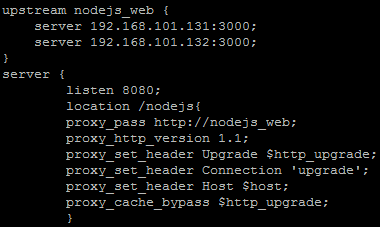 upstream nodejs_web {
    server 192.168.101.131:3000;
    server 192.168.101.132:3000;
}
server {
        listen 8080;
        location /nodejs{
        proxy_pass http://nodejs_web;
        proxy_http_version 1.1;
        proxy_set_header Upgrade $http_upgrade;
        proxy_set_header Connection 'upgrade';
        proxy_set_header Host $host;
        proxy_cache_bypass $http_upgrade;
        }